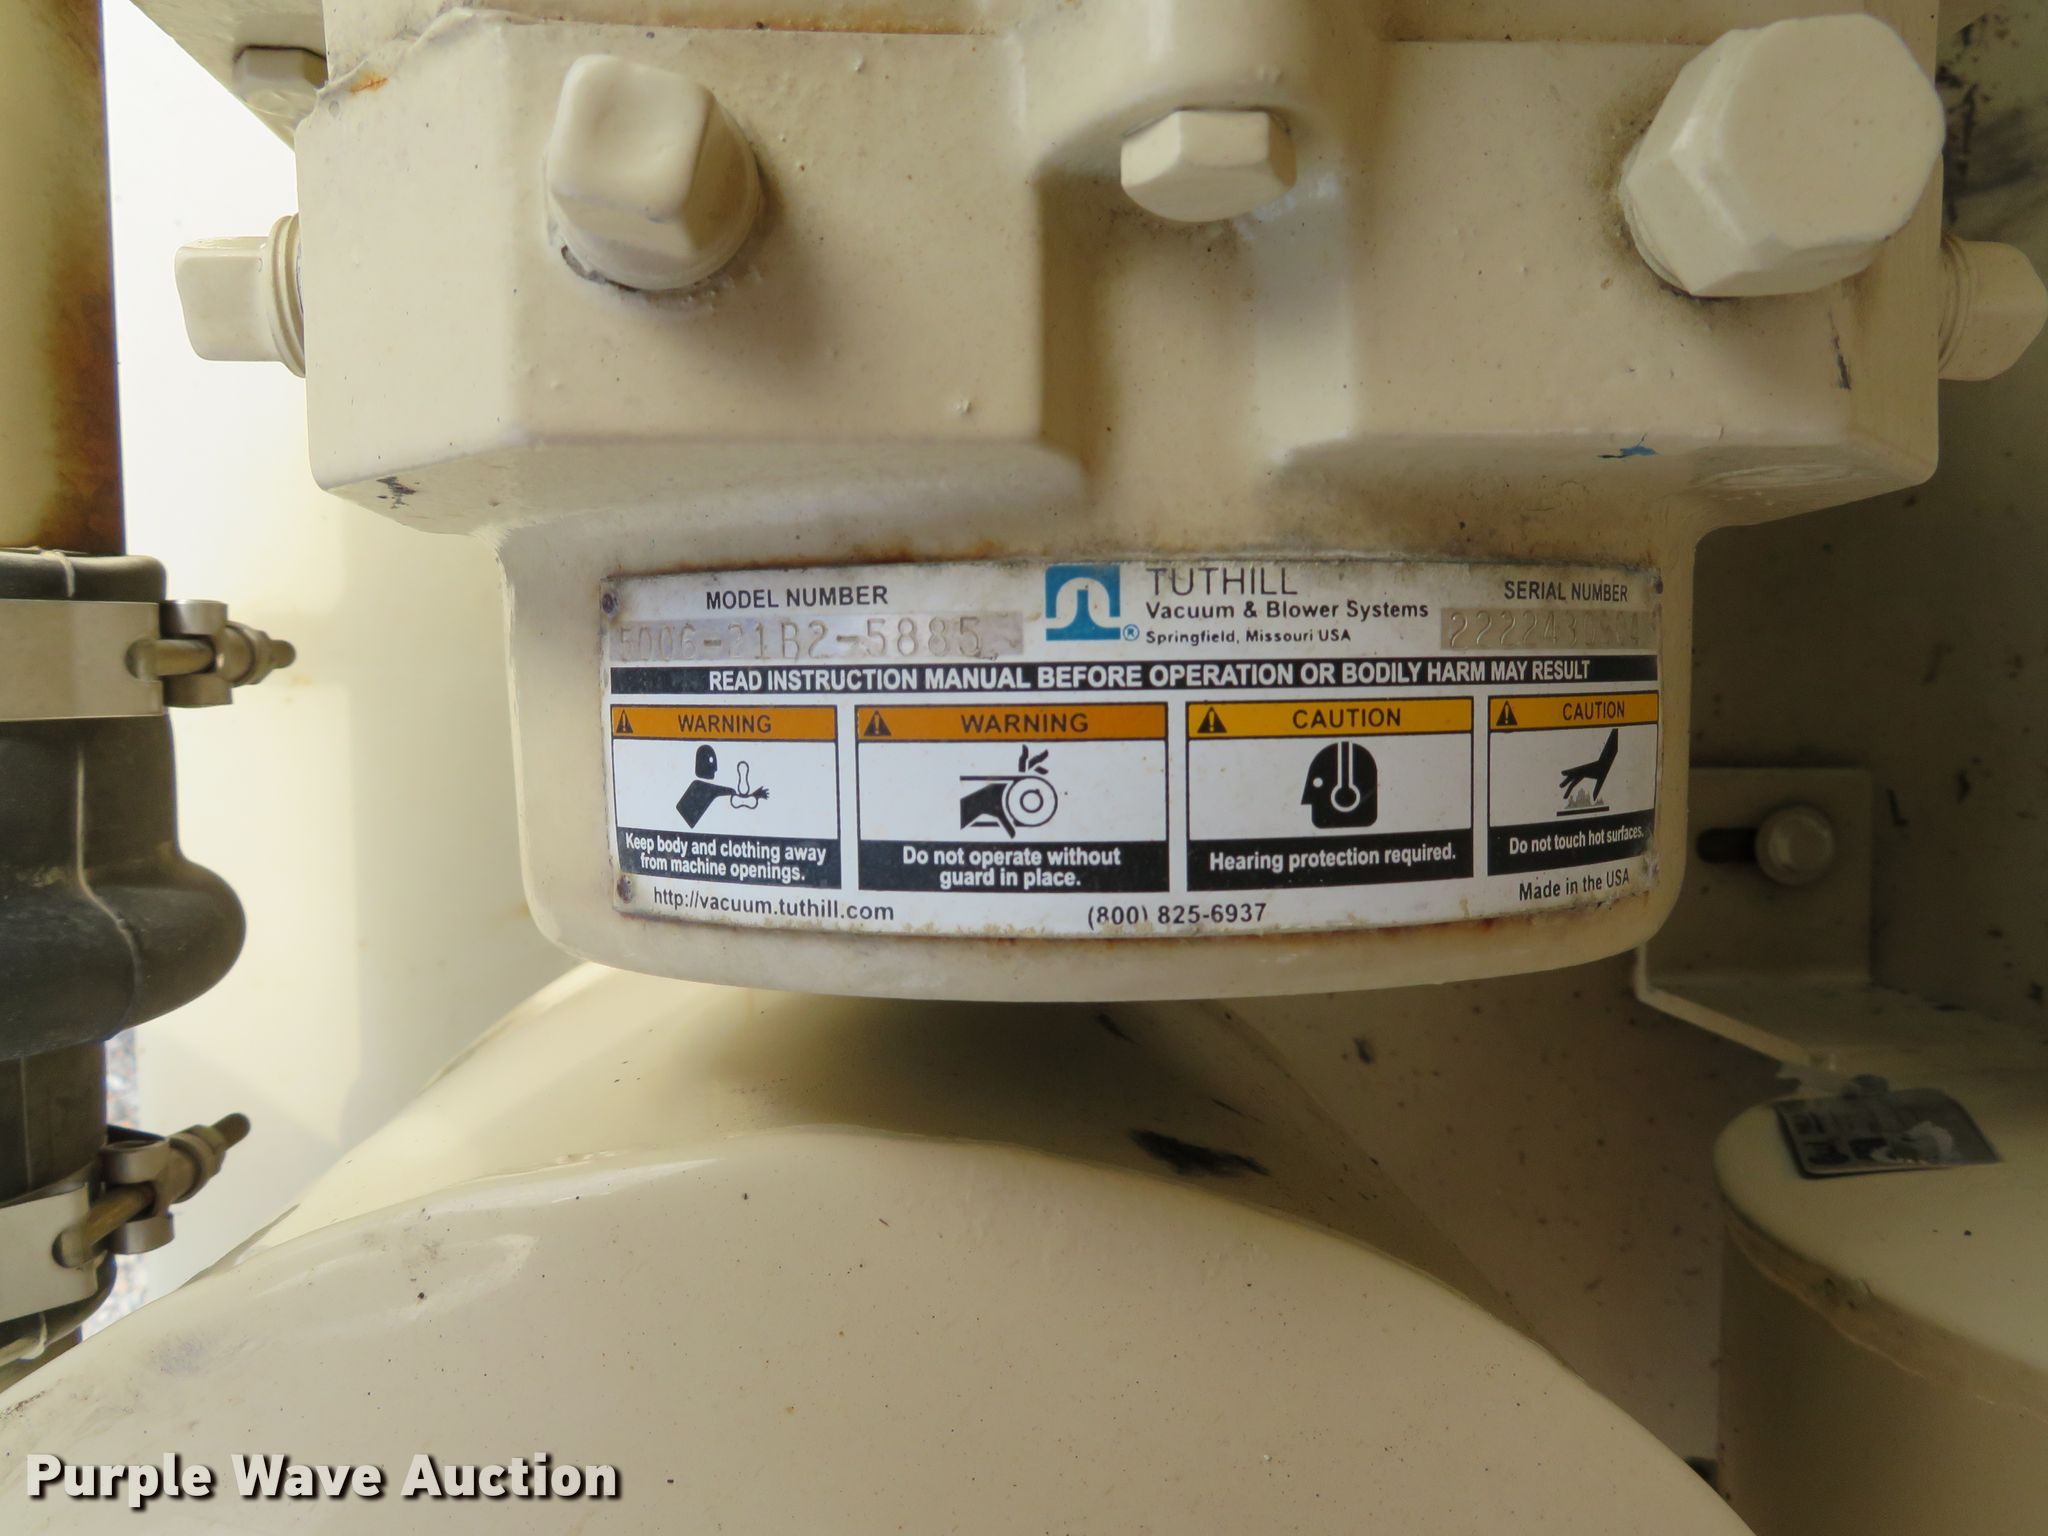 MODEL NUMBER
TUTHILL
SERIAL NUMBER
Vacuum & Blower Systems
Springfield, Missouri USA
5006-21B2-5885
READ INSTRUCTION MANUAL BEFORE OPERATION OR BODILY HARM MAY RESULT
WARNING
Keep body and clothing away
from machine openings.
WARNING
Do not operate without
guard in place.
CAUTION
Hearing protection required.
CAUTION
Do not touch hot surfaces.
http://vacuum.tuthill.com
(800) 825-6937
Made in the USA
Purple Wave Auction